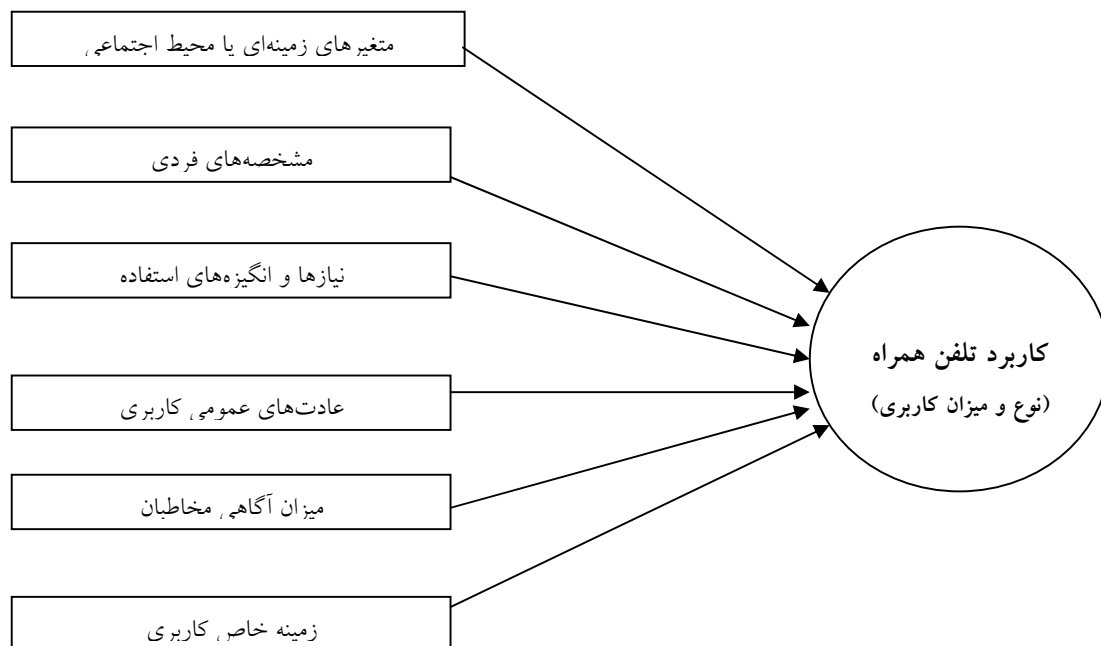 متغیرهای زمینه‌ای یا محیط اجتماعی
مشخصه‌های فردی
نیازها و انگیزه‌های استفاده
عادت‌های عمومی کاربری
میزان آگاهی مخاطبان
زمینه خاص کاربری
کاربرد تلفن همراه
(نوع و میزان کاربری)